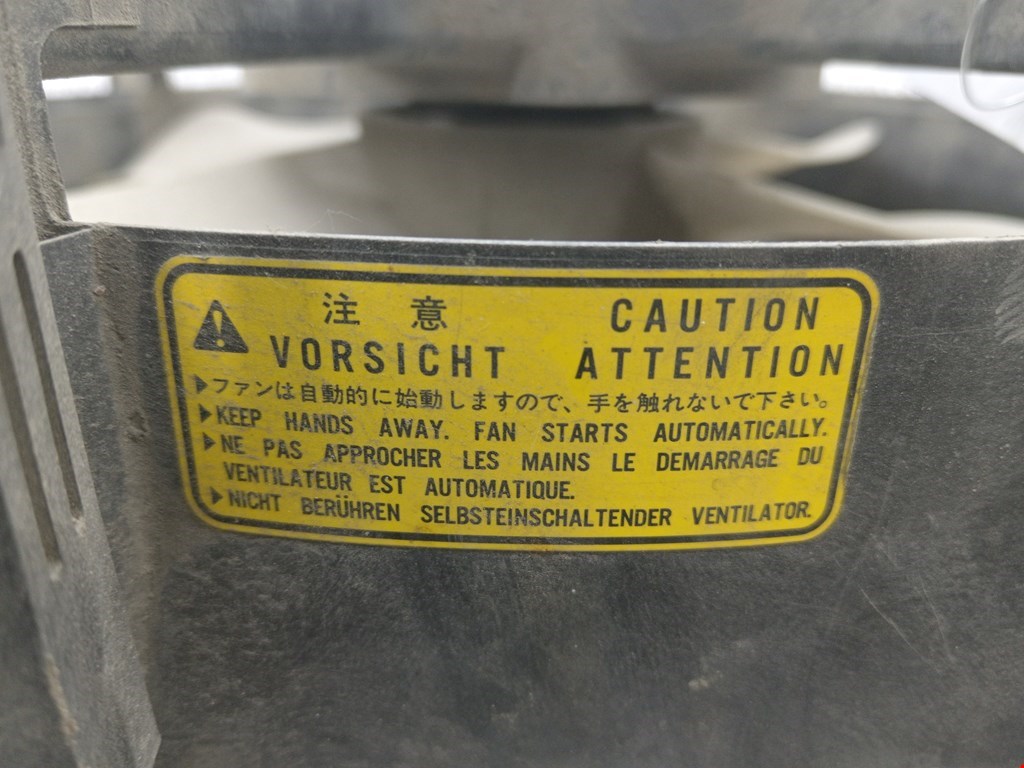 注意 CAUTION
VORSICHT ATTENTION
ファンは自動的に始動しますので、手を触れないで下さい。
KEEP HANDS AWAY. FAN STARTS AUTOMATICALLY.
NE PAS APPROCHER LES MAINS LE DEMARRAGE DU
VENTILATEUR EST AUTOMATIQUE.
NICHT BERÜHREN SELBSTEINSCHALTENDER VENTILATOR.